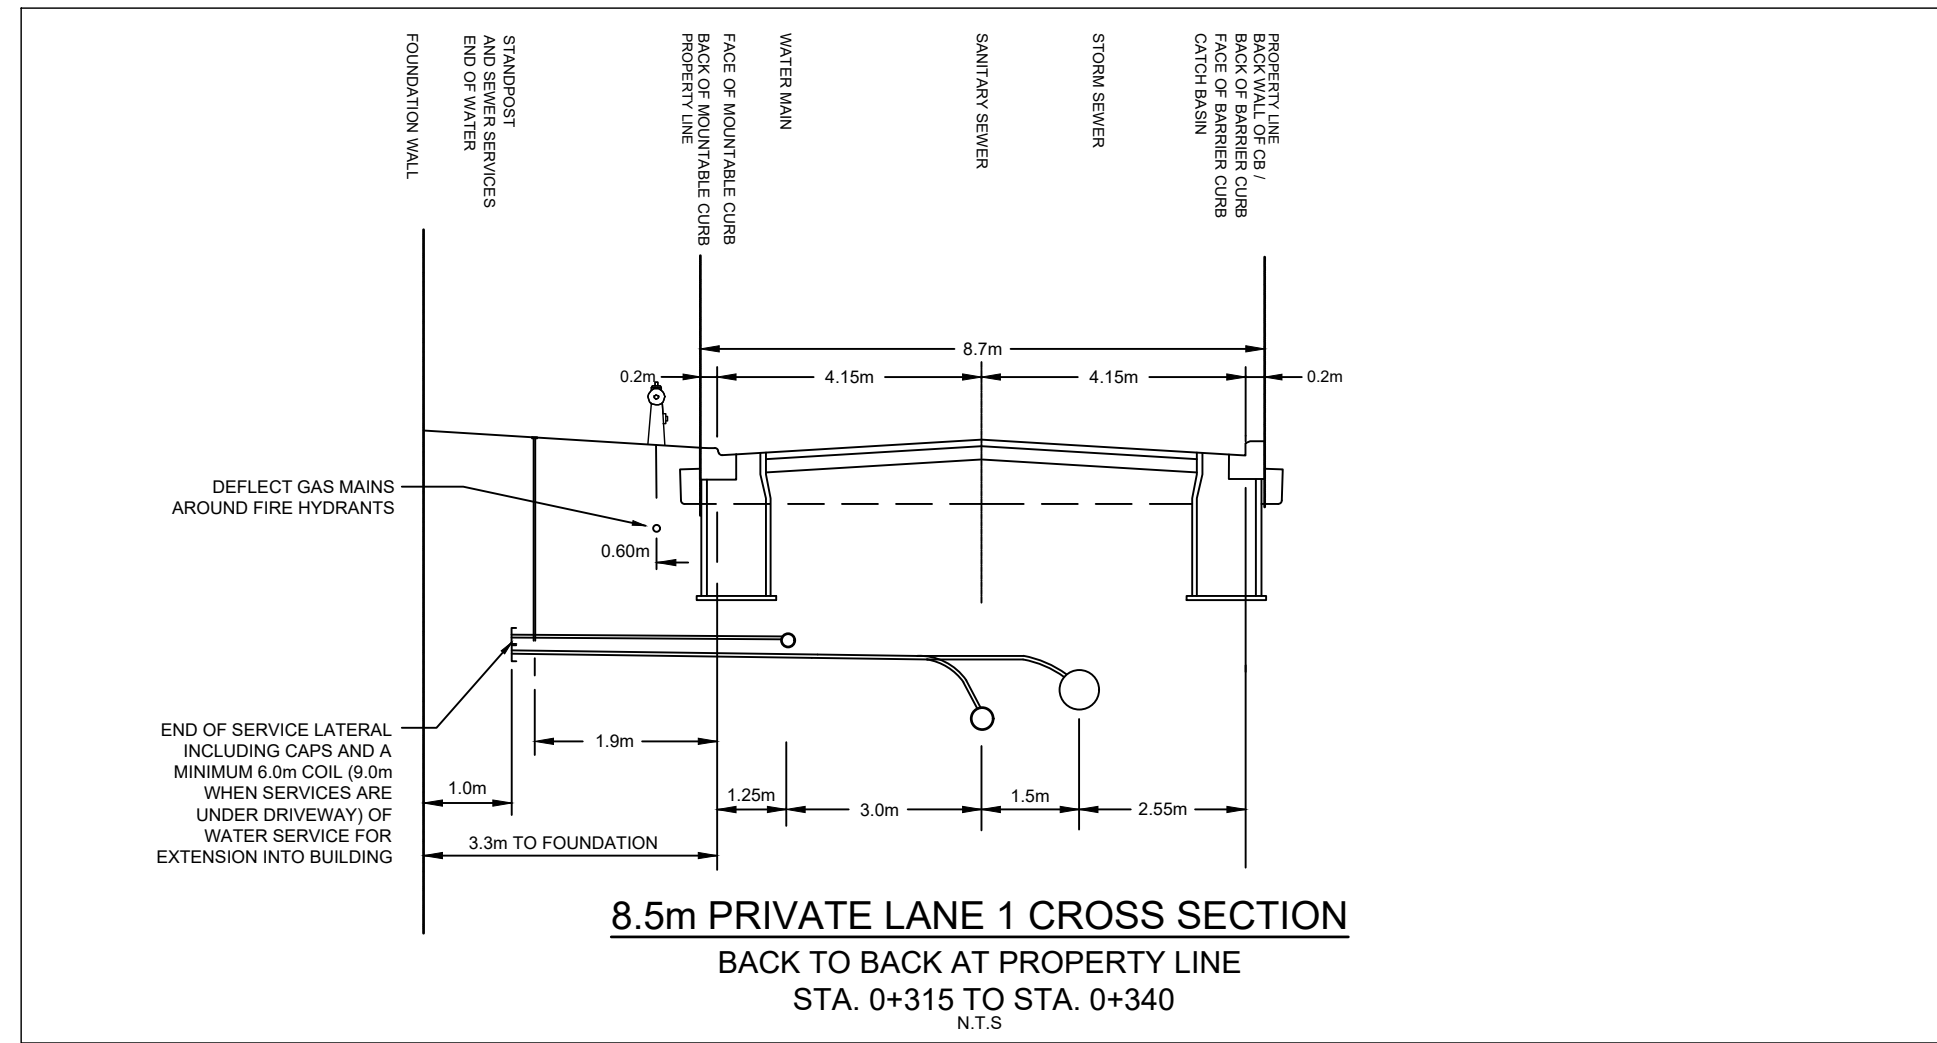 FOUNDATION WALL
STANDPOST
AND SEWER SERVICES
END OF WATER
FACE OF MOUNTABLE CURB
BACK OF MOUNTABLE CURB
PROPERTY LINE
WATER MAIN
SANITARY SEWER
STORM SEWER
PROPERTY LINE
BACK WALL OF CB /
BACK OF BARRIER CURB
FACE OF BARRIER CURB
CATCH BASIN
8.7m
0.2m
4.15m
4.15m
0.2m
DEFLECT GAS MAINS
AROUND FIRE HYDRANTS
0.60m
END OF SERVICE LATERAL
INCLUDING CAPS AND A
MINIMUM 6.0m COIL (9.0m
WHEN SERVICES ARE
UNDER DRIVEWAY) OF
WATER SERVICE FOR
EXTENSION INTO BUILDING
1.9m
1.0m
1.25m
3.0m
1.5m
2.55m
3.3m TO FOUNDATION
8.5m PRIVATE LANE 1 CROSS SECTION
BACK TO BACK AT PROPERTY LINE
STA. 0+315 TO STA. 0+340
N.T.S